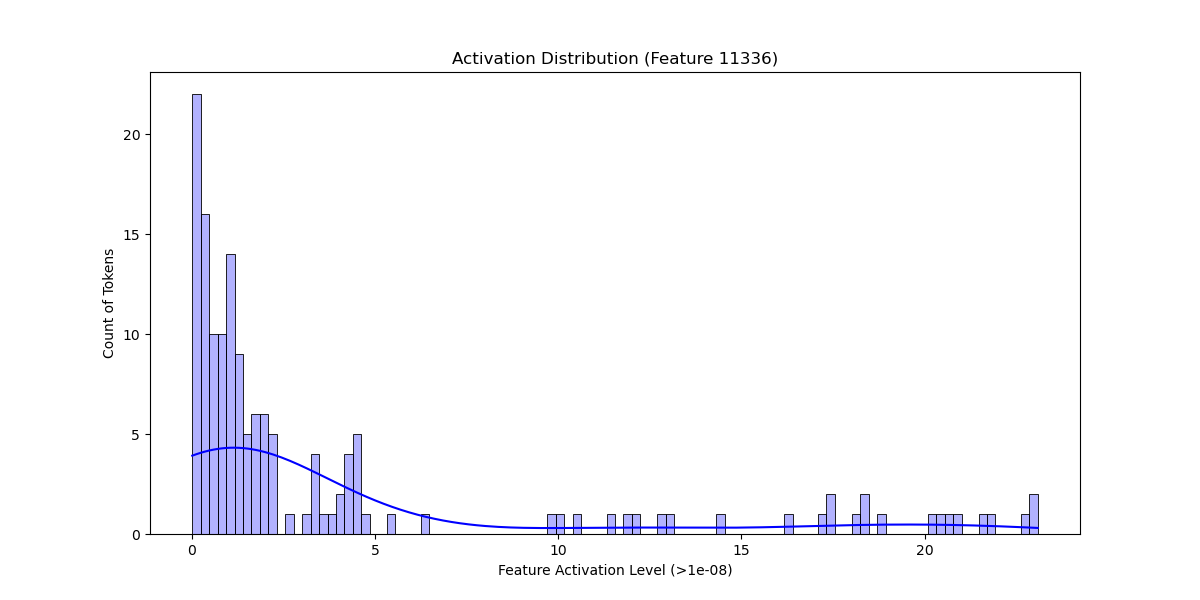 Activation Distribution (Feature 11336)
Count of Tokens
20
15
10
5
0
0 5 10 15 20
Feature Activation Level (>1e-08)